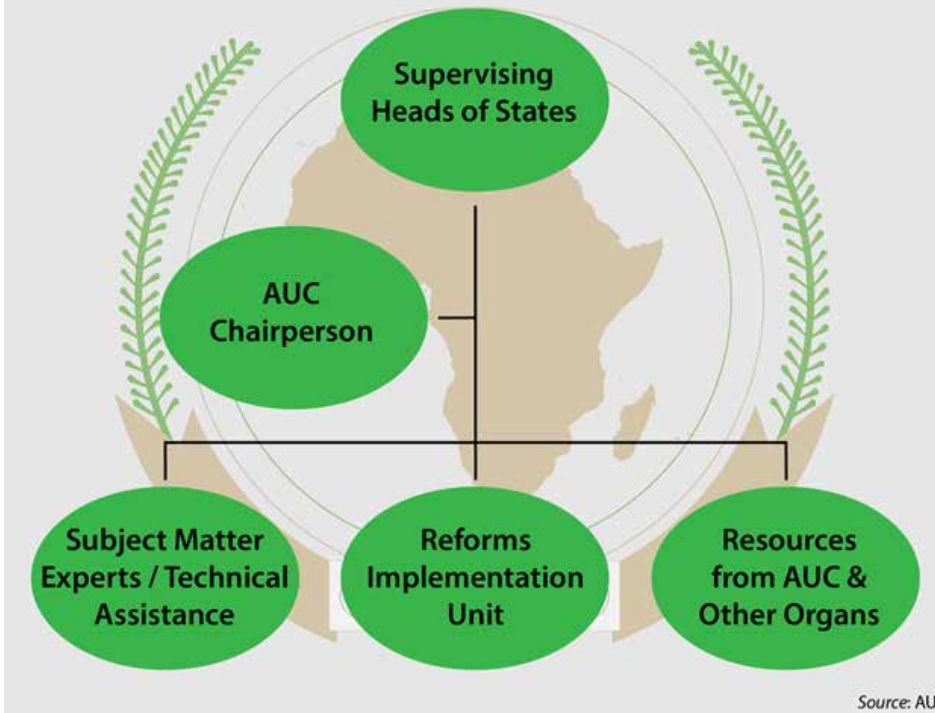 Supervising
Heads of States
AUC
Chairperson
Subject Matter
Experts / Technical
Assistance
Reforms
Implementation
Unit
Resources
from AUC &
Other Organs
Source: AU